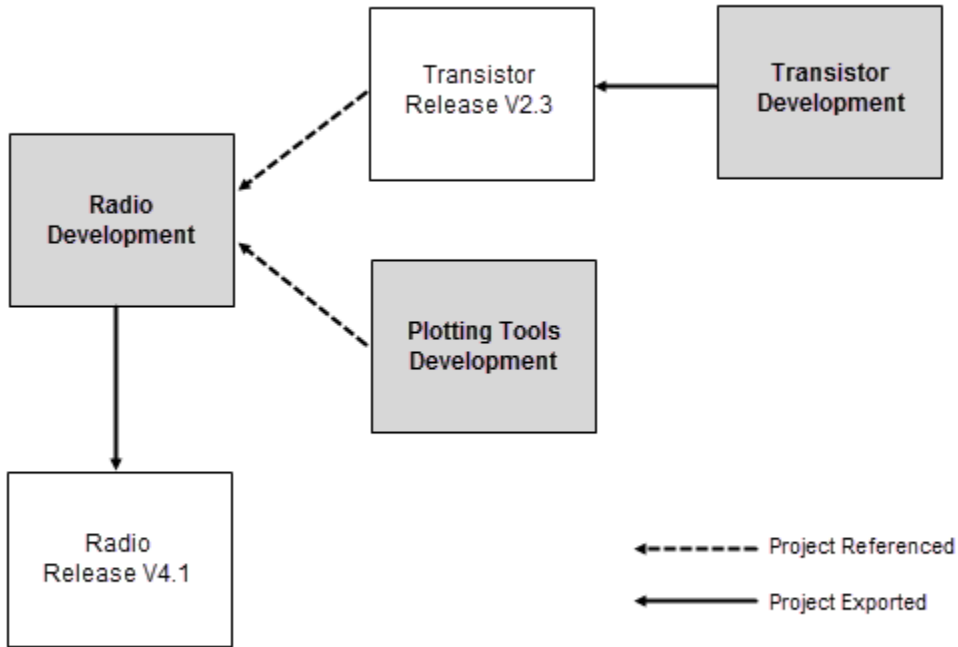 Transistor
Release V2.3
Transistor
Development
Radio
Development
Plotting Tools
Development
Radio
Release V4.1
Project Referenced
Project Exported